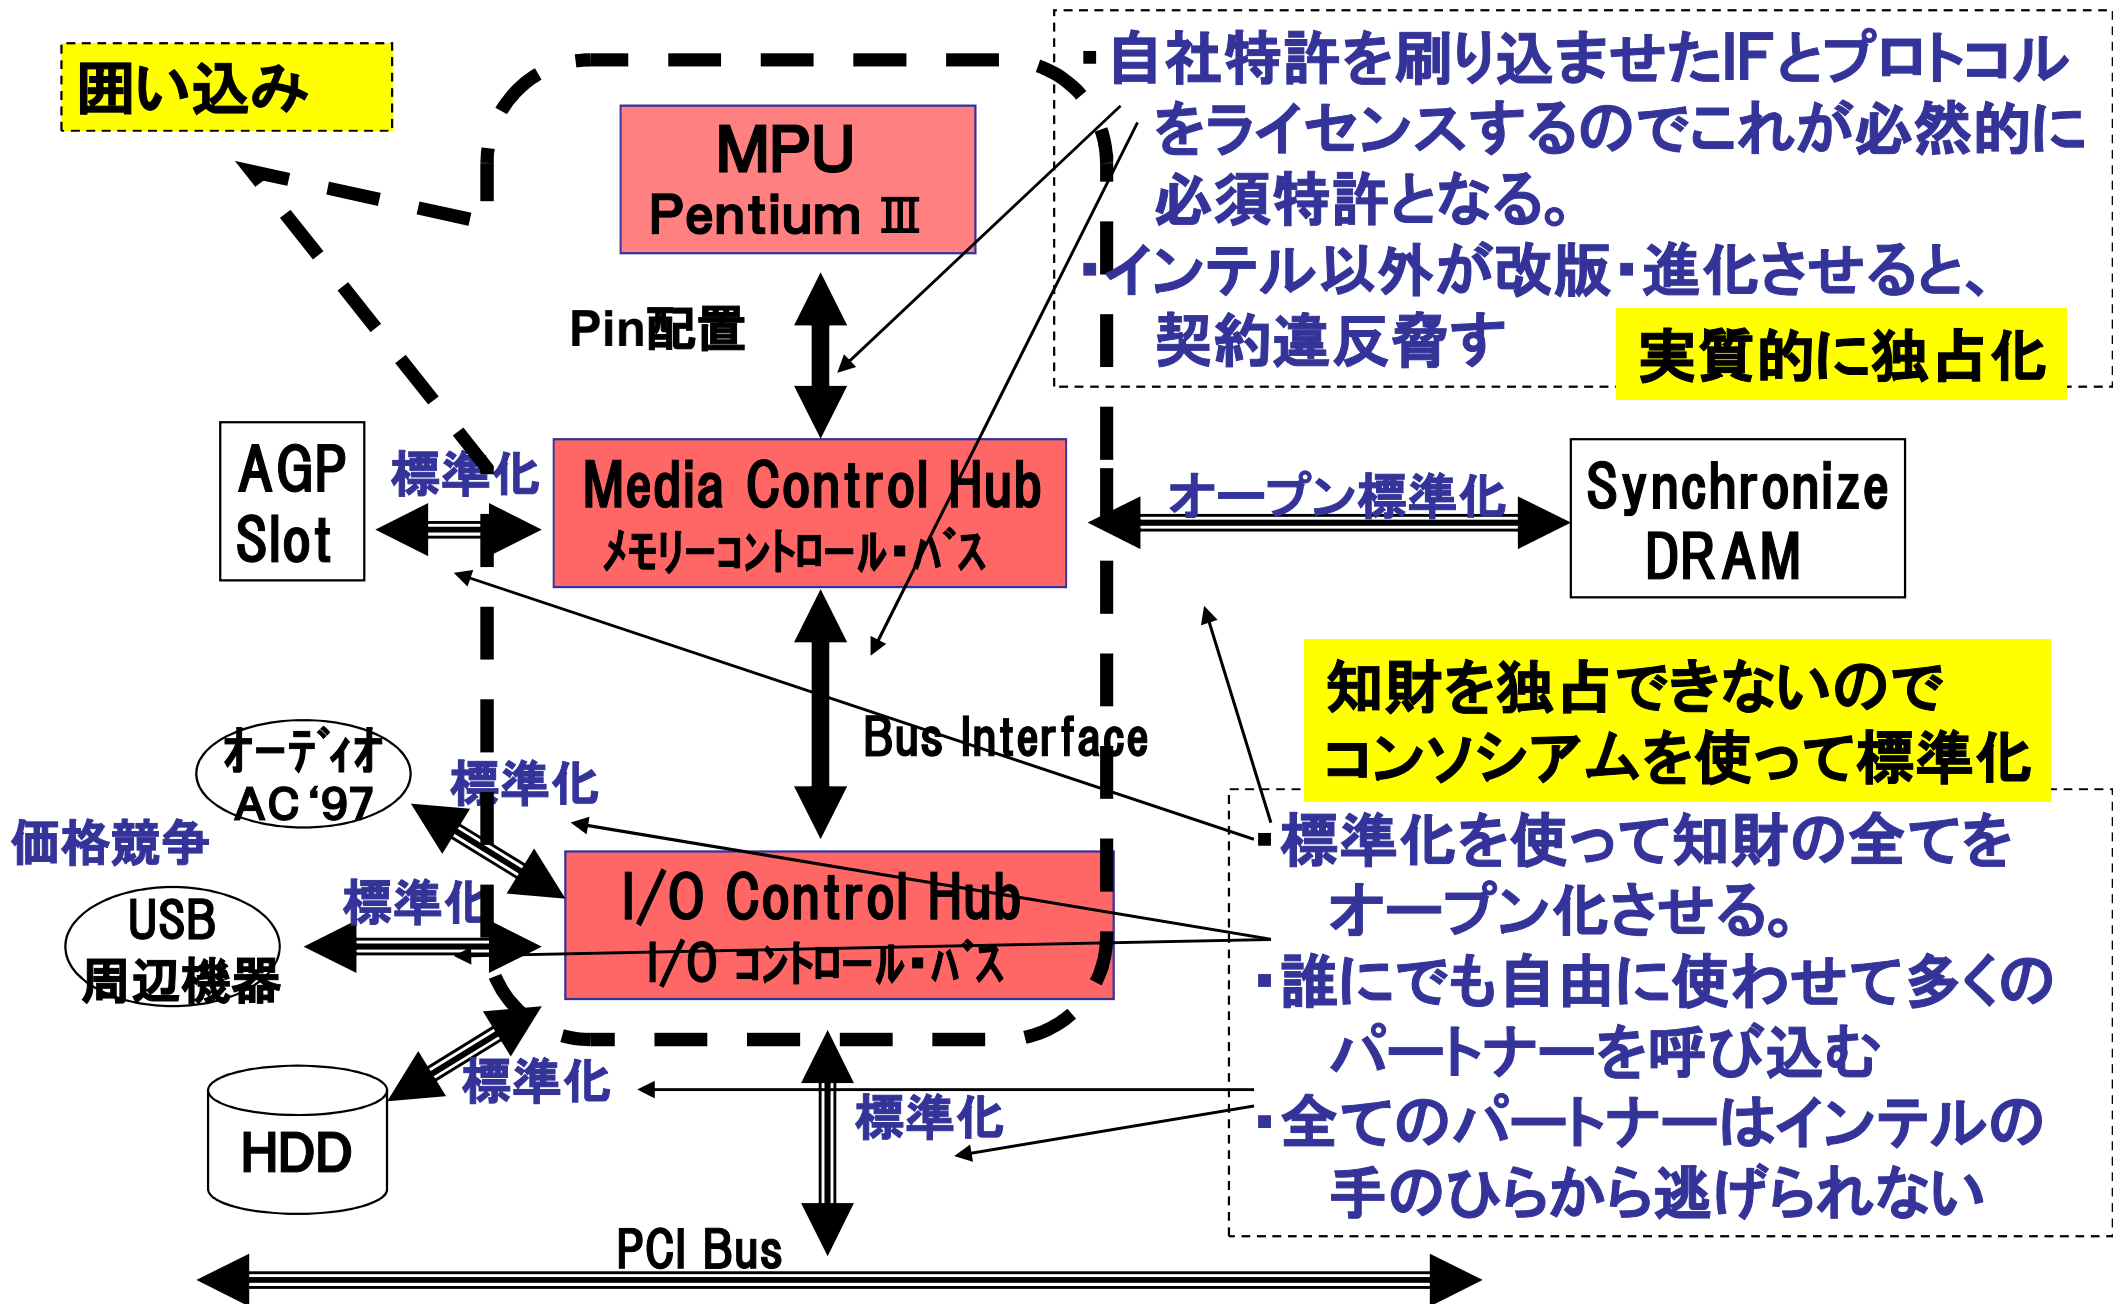 囲い込み
MPU
Pentium Ⅲ
Pin配置
・自社特許を刷り込ませたIFとプロトコル
をライセンスするのでこれが必然的に
必須特許となる。
・インテル以外が改版・進化させると、
契約違反脅す
実質的に独占化
AGP
Slot
標準化
Media Control Hub
メモリーコントロール・バス
オープン標準化
Synchronize
DRAM
Bus Interface
知財を独占できないので
コンソシアムを使って標準化
オーディオ
AC ‘97
標準化
価格競争
USB
周辺機器
標準化
I/O Control Hub
I/O コントロール・バス
・標準化を使って知財の全てを
オープン化させる。
・誰にでも自由に使わせて多くの
パートナーを呼び込む
・全てのパートナーはインテルの
手のひらから逃げられない
HDD
標準化
標準化
PCI Bus